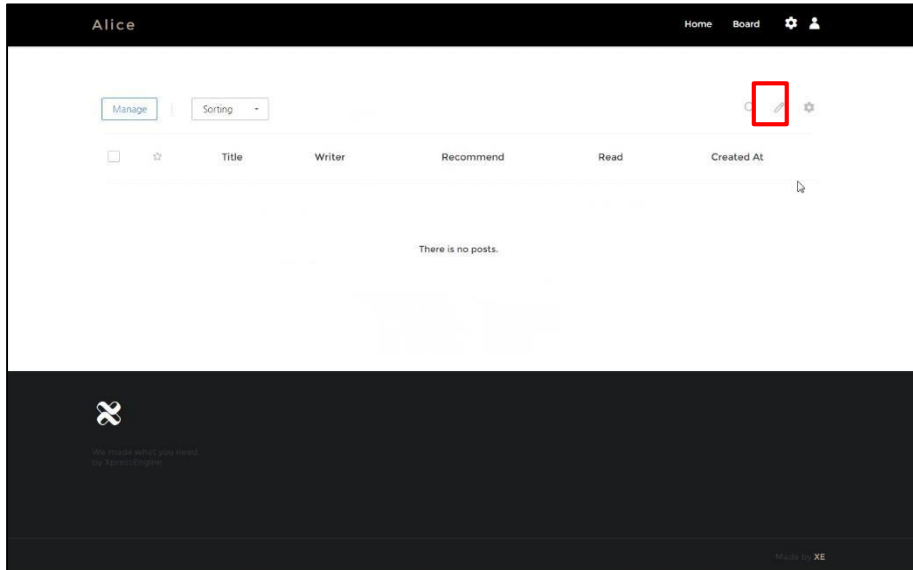 Alice
Home Board
Manage Sorting
Title Writer Recommend Read Created At
There is no posts.
We made what you need.
by XpressEngine
Made by XE